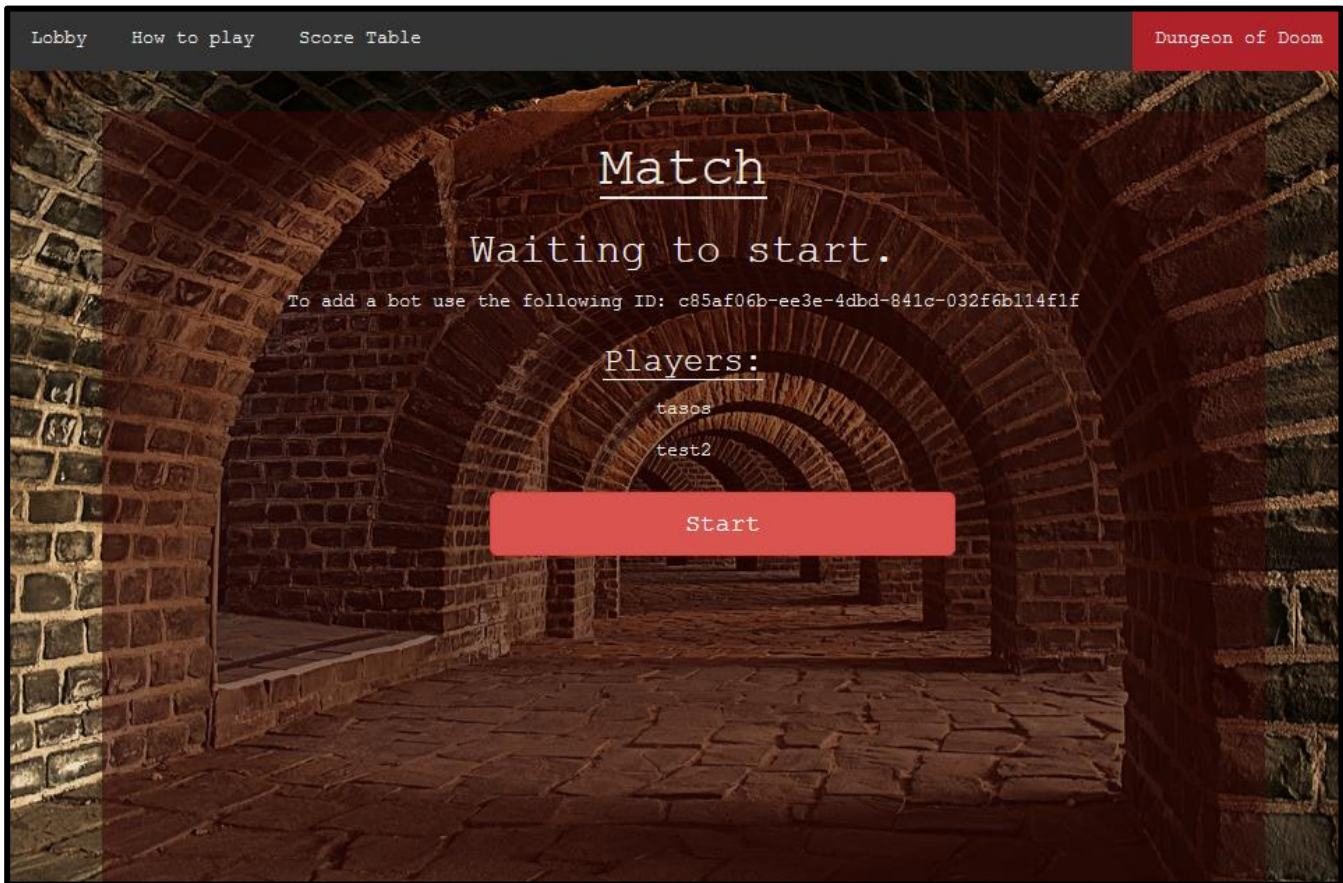 Lobby How to play Score Table Dungeon of Doom
Match
Waiting to start.
To add a bot use the following ID: c85af06b-ee3e-4dbd-841c-032f6b114f1f
Players:
tasos
test2
Start